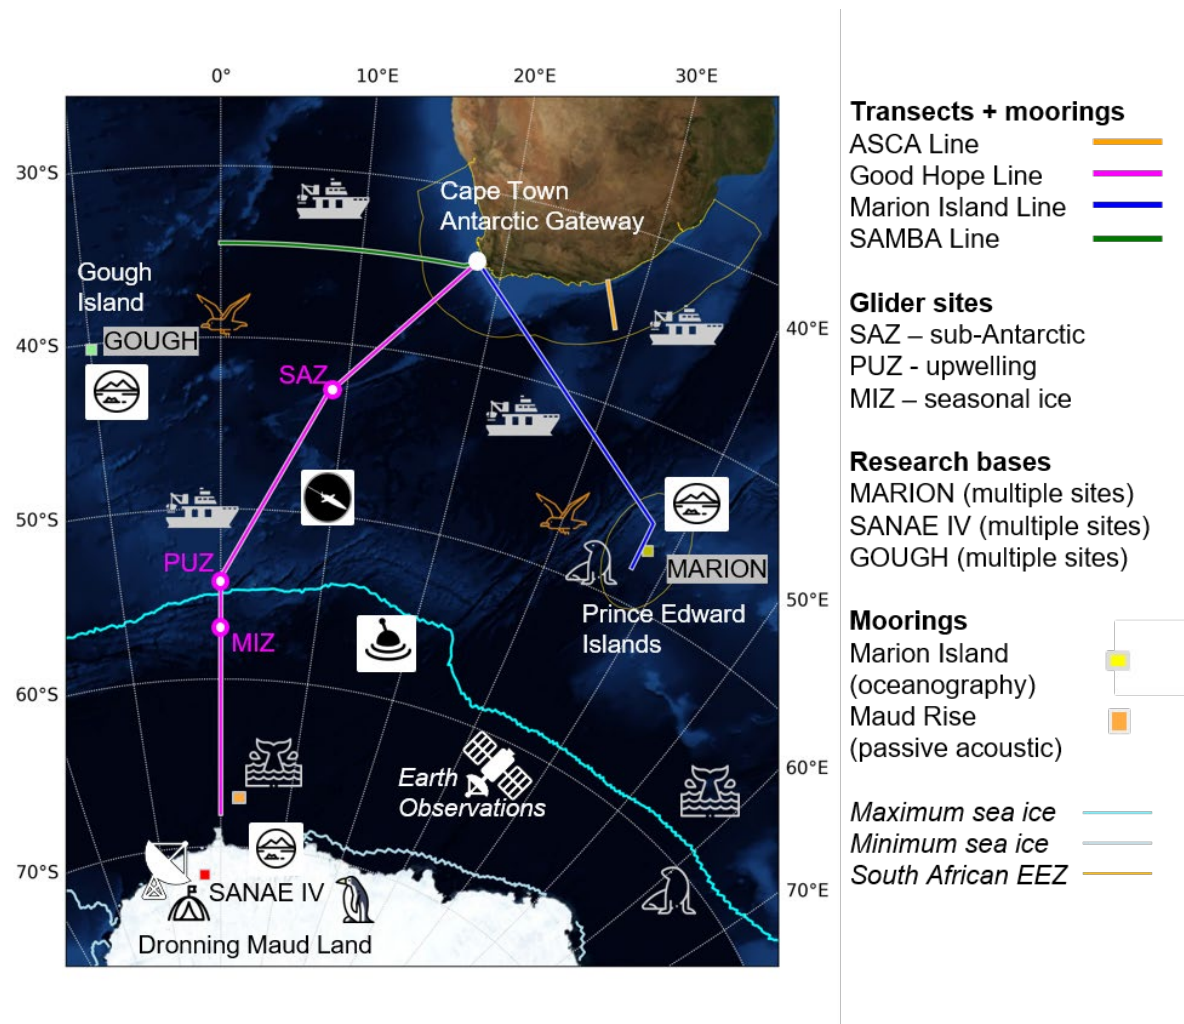 0°
10°E
20°E
30°E
30°S
40°S
50°S
60°S
70°S
40°E
50°E
60°E
70°E
Cape Town
Antarctic Gateway
Gough
Island
GOUGH
SAZ
PUZ
MIZ
MARION
Prince Edward
Islands
Earth
Observations
SANAE IV
Dronning Maud Land
Transects + moorings
ASCA Line
Good Hope Line
Marion Island Line
SAMBA Line
Glider sites
SAZ – sub-Antarctic
PUZ - upwelling
MIZ – seasonal ice
Research bases
MARION (multiple sites)
SANAE IV (multiple sites)
GOUGH (multiple sites)
Moorings
Marion Island
(oceanography)
Maud Rise
(passive acoustic)
Maximum sea ice
Minimum sea ice
South African EEZ